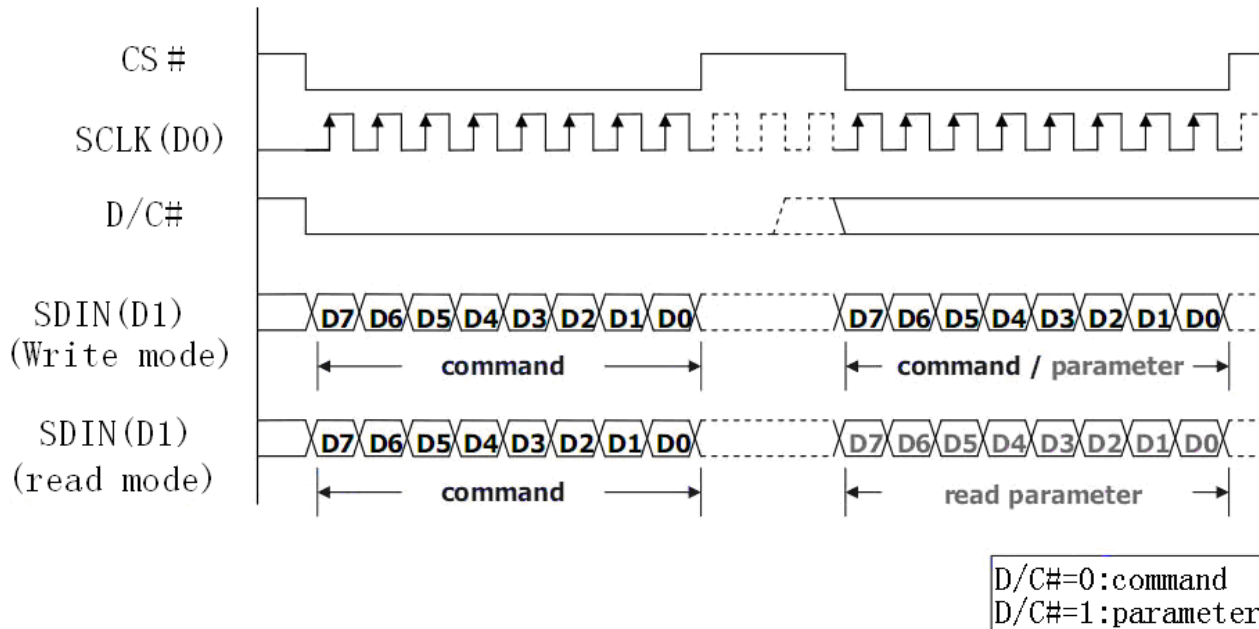 CS#
SCLK(D0)
D/C#
SDIN(D1)
(Write mode)
D7 D6 D5 D4 D3 D2 D1 D0 D7 D6 D5 D4 D3 D2 D1 D0
command command / parameter
SDIN(D1)
(read mode)
D7 D6 D5 D4 D3 D2 D1 D0 D7 D6 D5 D4 D3 D2 D1 D0
command read parameter
D/C#=0:command
D/C#=1:parameter